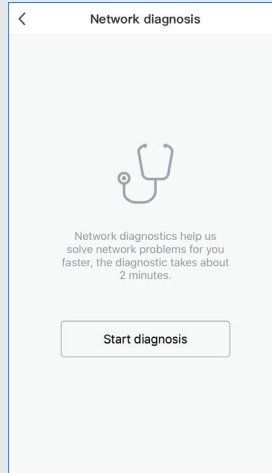 Network diagnosis
Network diagnostics help us
solve network problems for you
faster, the diagnostic takes about
2 minutes.
Start diagnosis